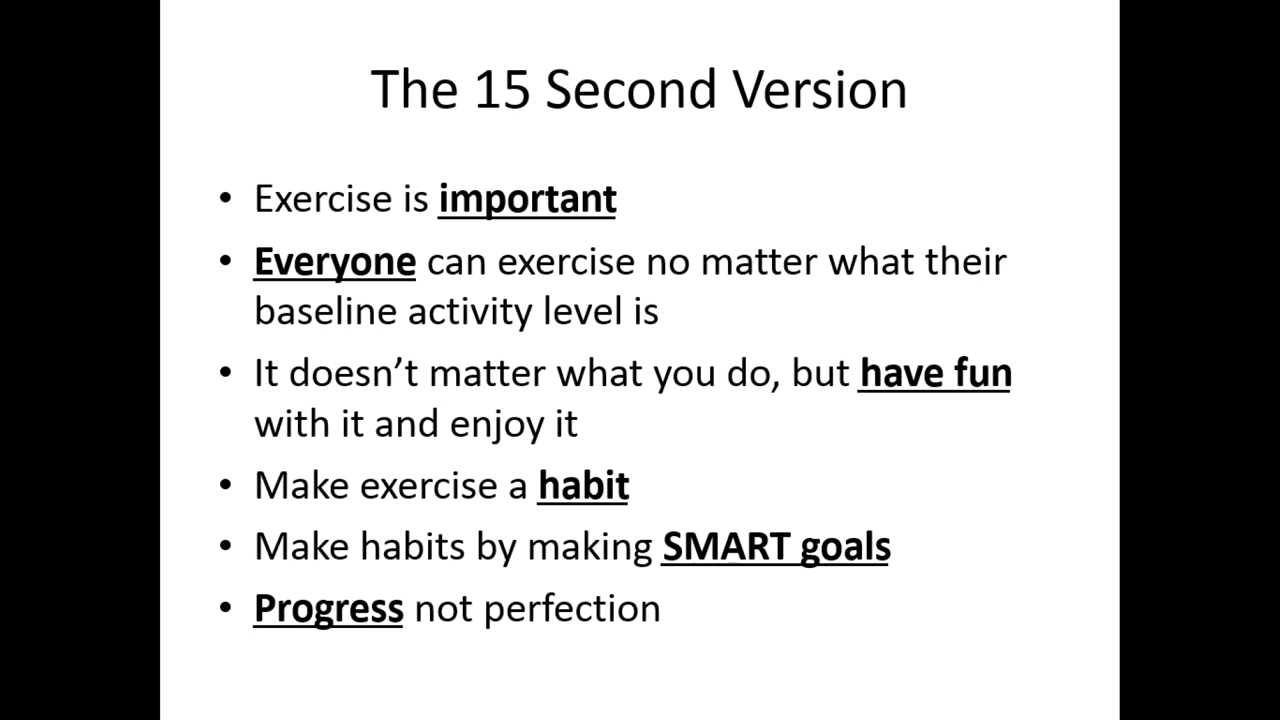 The 15 Second Version
• Exercise is important
• Everyone can exercise no matter what their
baseline activity level is
• It doesn’t matter what you do, but have fun
with it and enjoy it
• Make exercise a habit
• Make habits by making SMART goals
• Progress not perfection